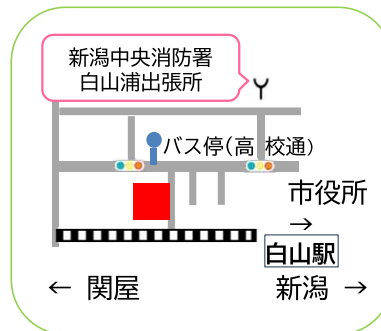 新潟中央消防署
白山浦出張所
バス停(高校通)
市役所
→
白山駅
← 関屋
新潟 →